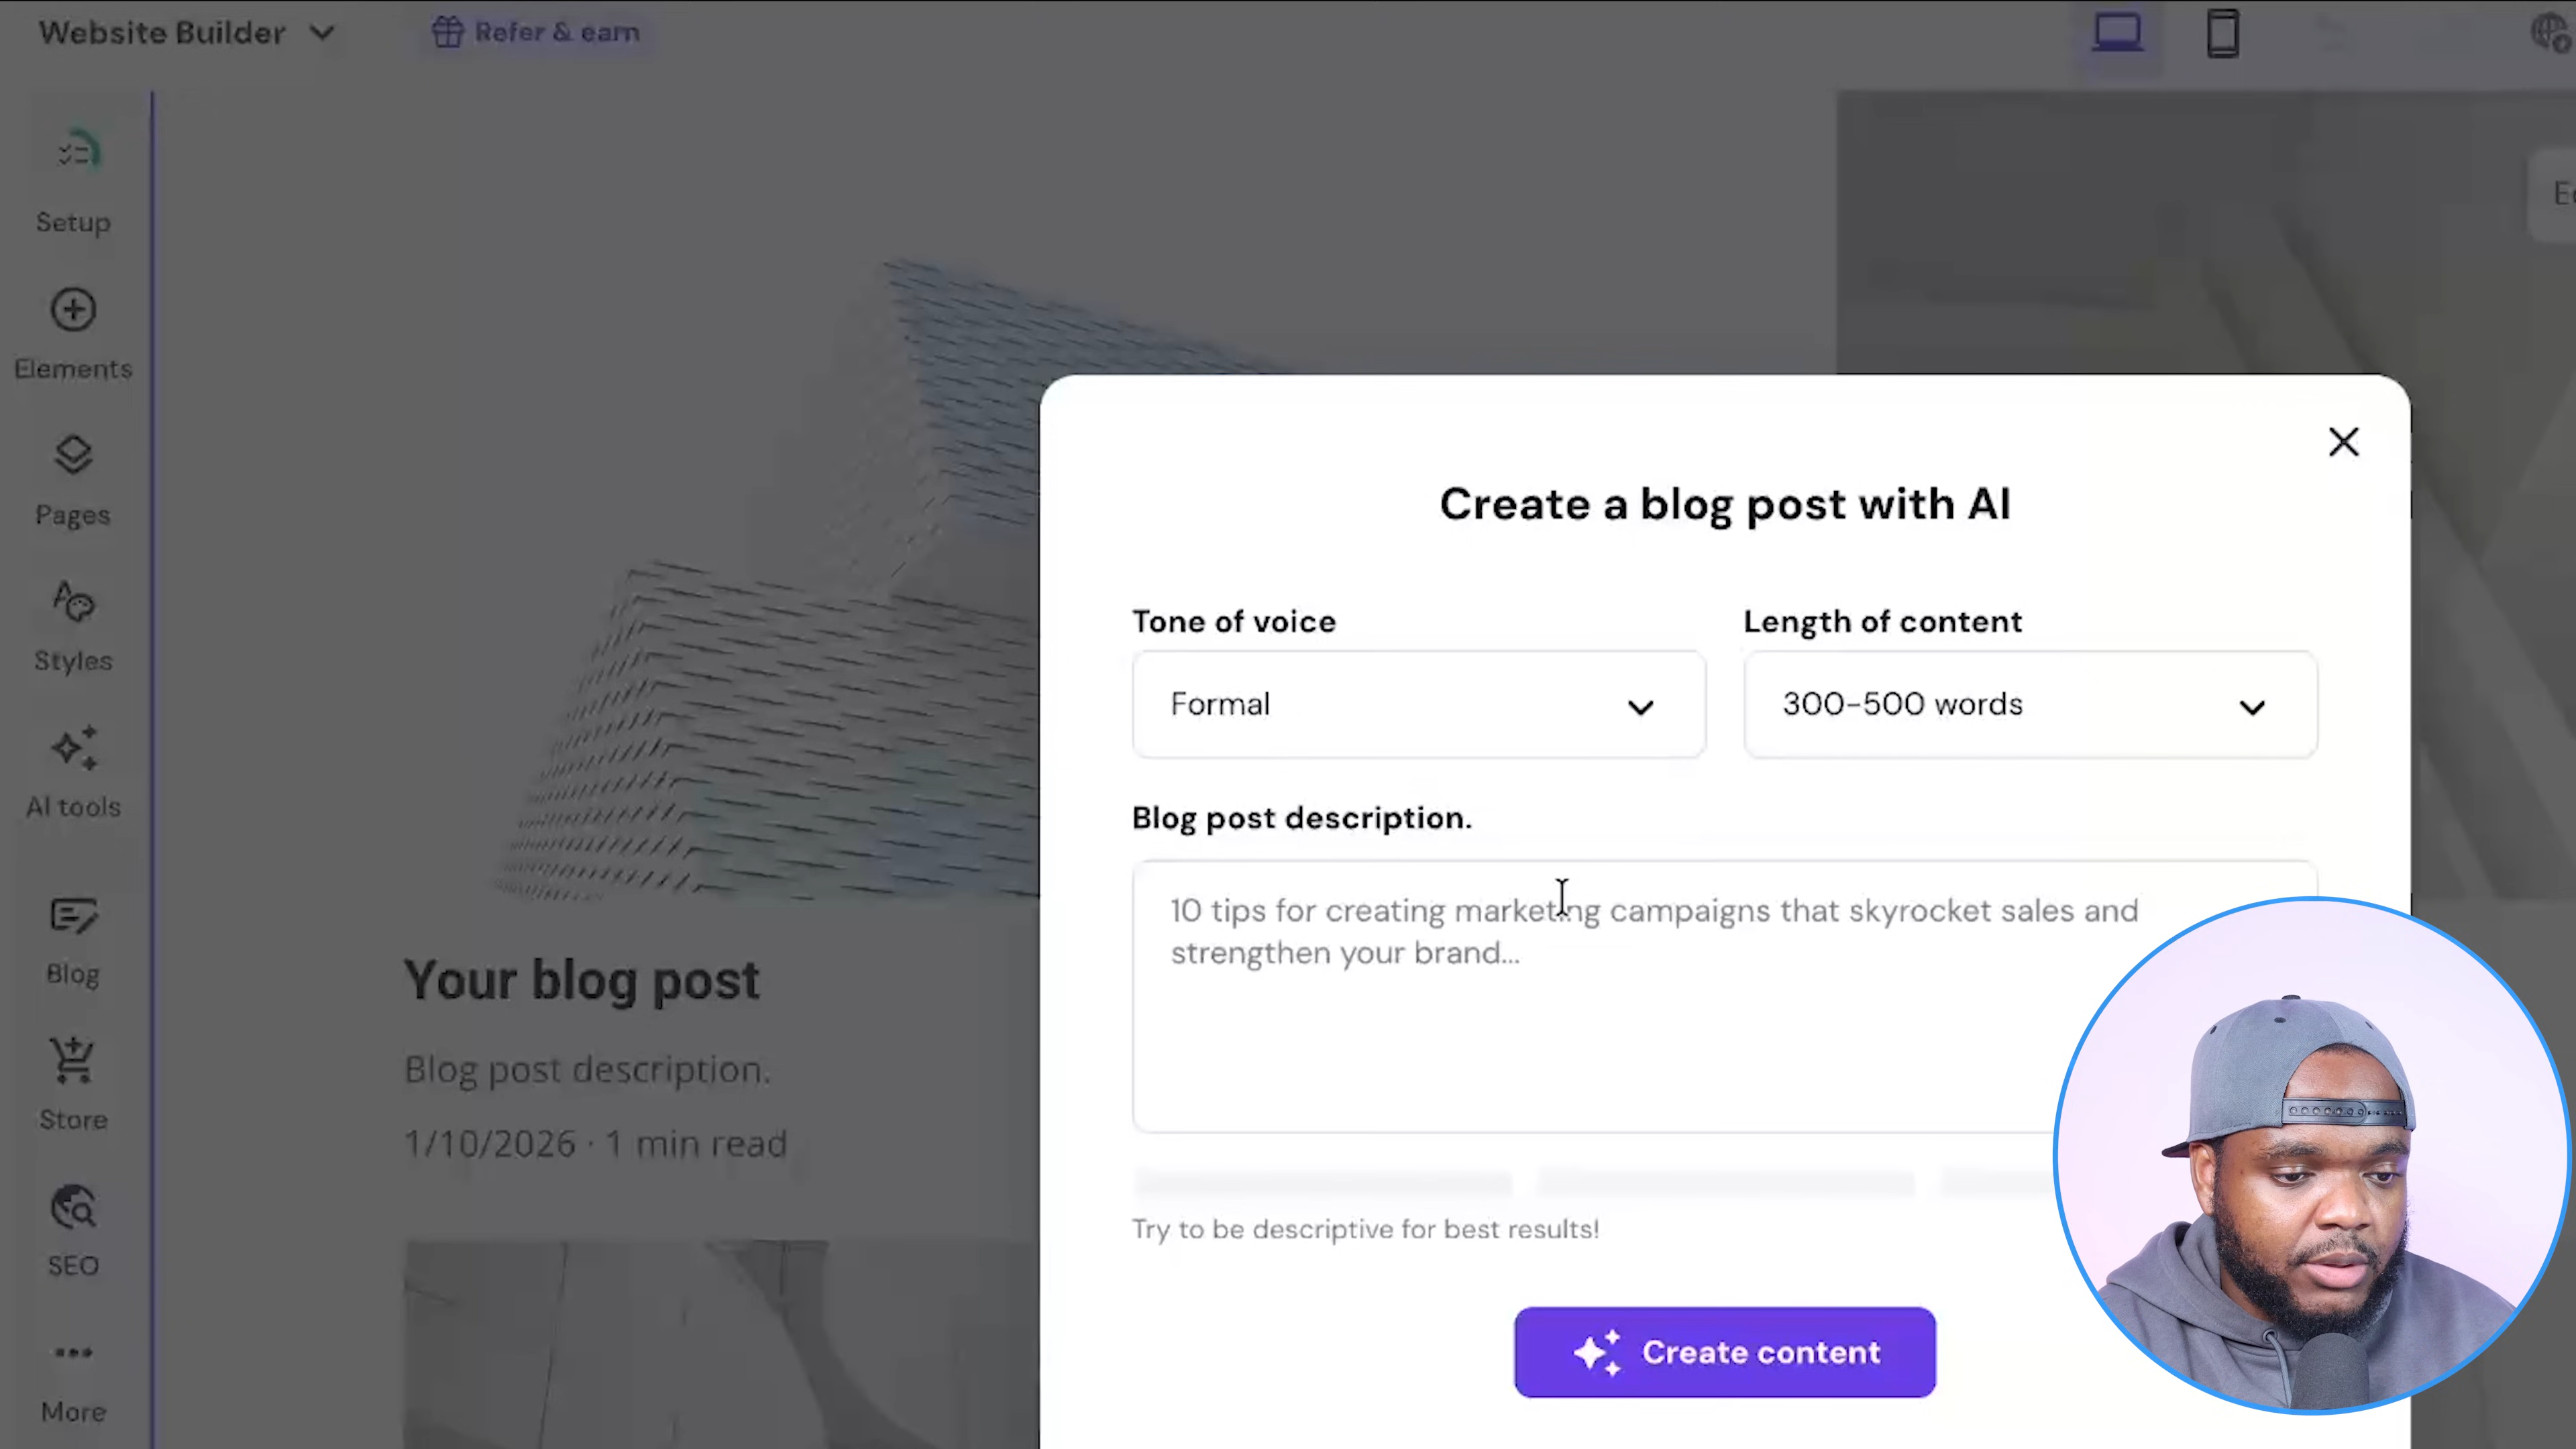 Website Builder
Refer & earn
Setup
Elements
Pages
Styles
AI tools
Blog
Store
SEO
More
Your blog post
Blog post description.
1/10/2026 · 1 min read
Create a blog post with AI
Tone of voice
Length of content
Formal
300-500 words
Blog post description.
10 tips for creating marketing campaigns that skyrocket sales and
strengthen your brand...
Try to be descriptive for best results!
Create content